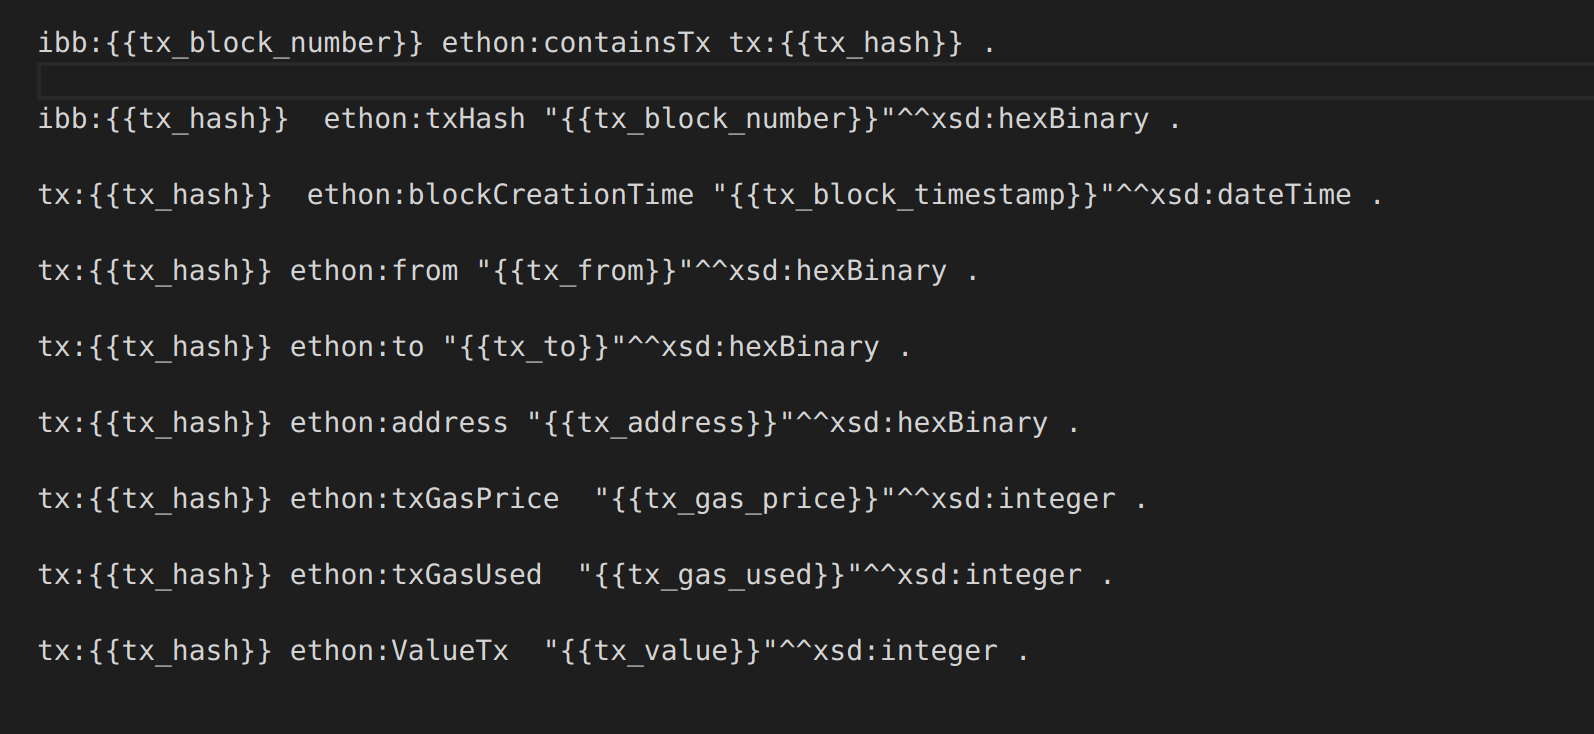 ibb:{{tx_block_number}} ethon:containsTx tx:{{tx_hash}} .
ibb:{{tx_hash}}  ethon:txHash "{{tx_block_number}}"^^xsd:hexBinary .
tx:{{tx_hash}}  ethon:blockCreationTime "{{tx_block_timestamp}}"^^xsd:dateTime .
tx:{{tx_hash}} ethon:from "{{tx_from}}"^^xsd:hexBinary .
tx:{{tx_hash}} ethon:to "{{tx_to}}"^^xsd:hexBinary .
tx:{{tx_hash}} ethon:address "{{tx_address}}"^^xsd:hexBinary .
tx:{{tx_hash}} ethon:txGasPrice  "{{tx_gas_price}}"^^xsd:integer .
tx:{{tx_hash}} ethon:txGasUsed  "{{tx_gas_used}}"^^xsd:integer .
tx:{{tx_hash}} ethon:ValueTx  "{{tx_value}}"^^xsd:integer .